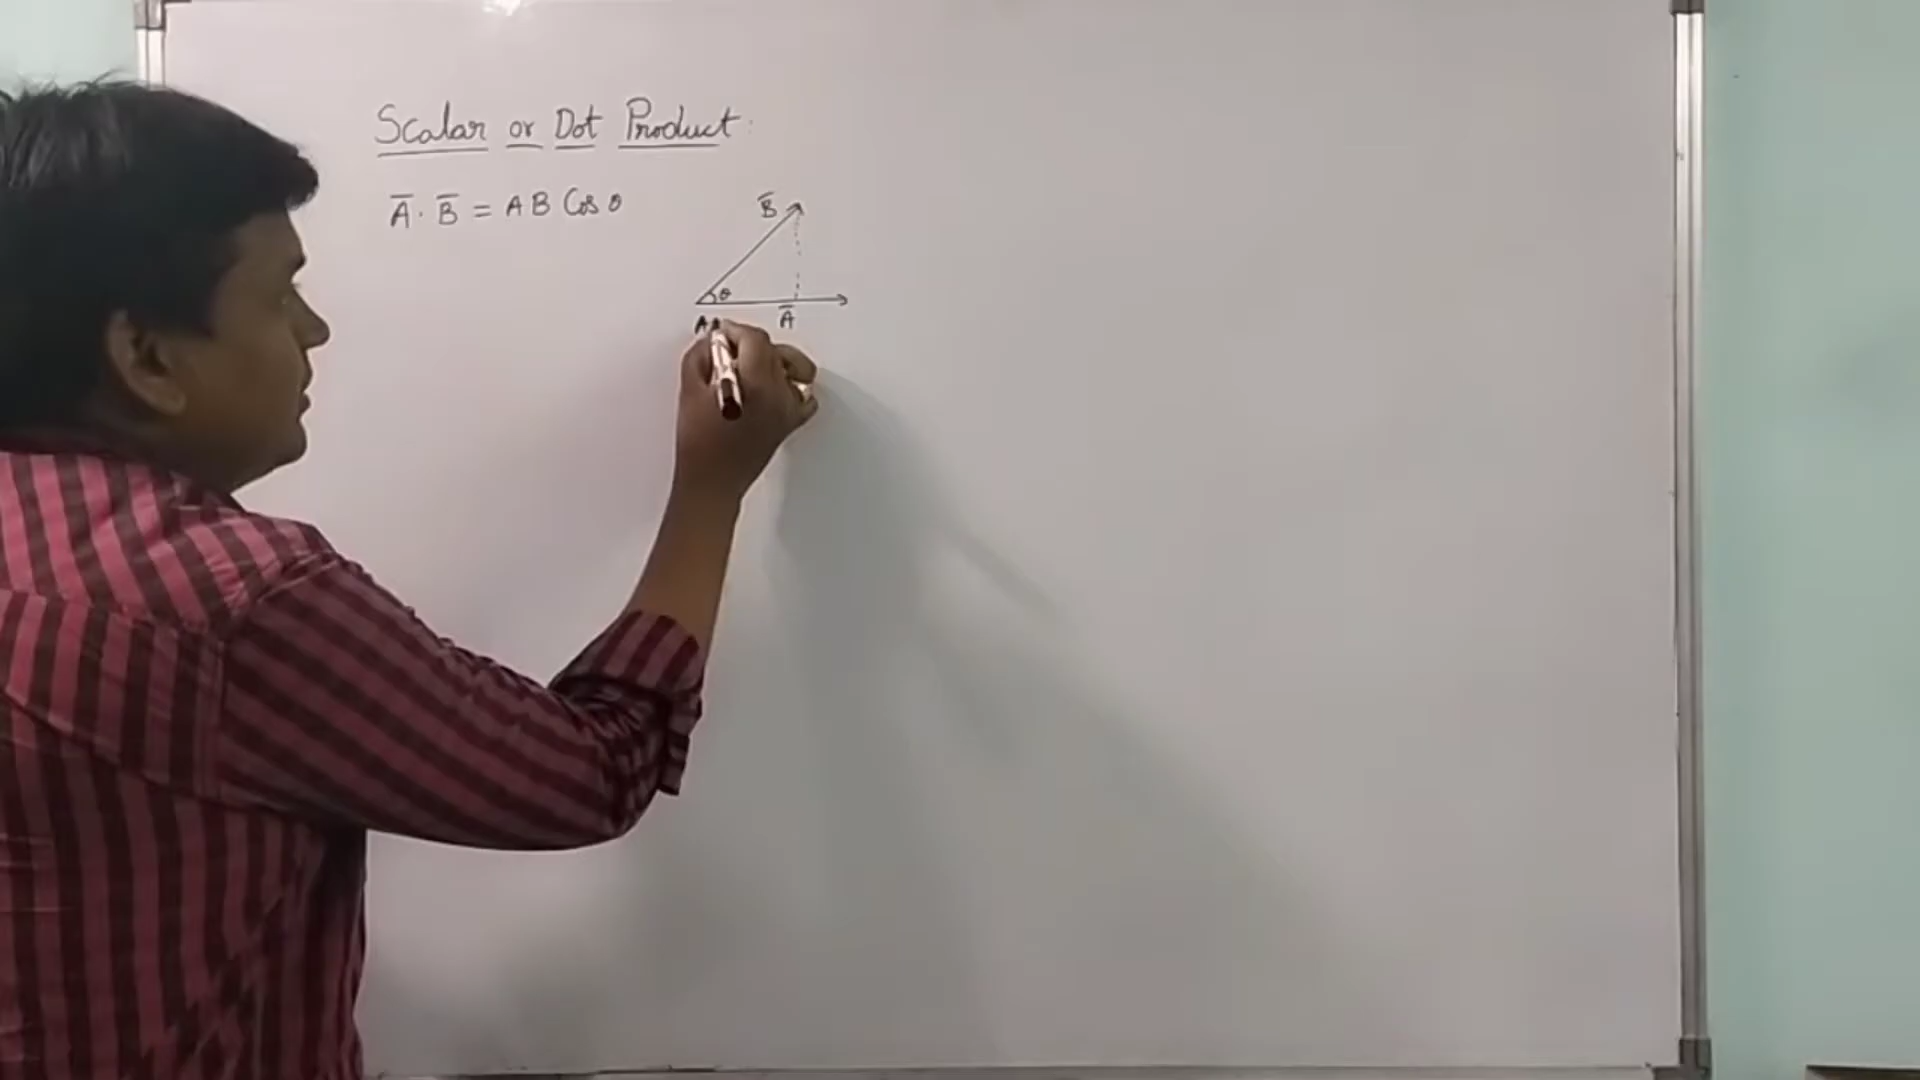 Scalar or Dot Product:
A̅ · B̅ = A B Cos θ
B̅
θ
A̅